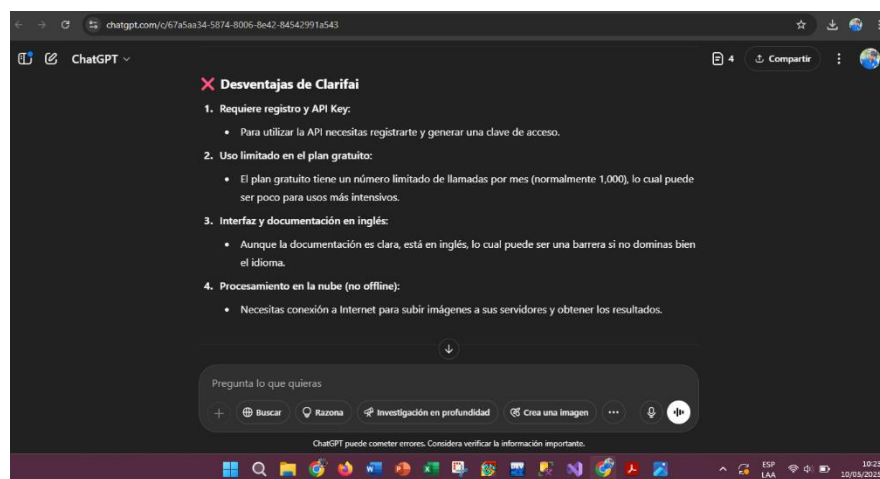 chatgpt.com/c/67a5aa34-5874-8006-8e42-84542991a543
ChatGPT
4
Compartir
Desventajas de Clarifai
1. Requiere registro y API Key:
• Para utilizar la API necesitas registrarte y generar una clave de acceso.
2. Uso limitado en el plan gratuito:
• El plan gratuito tiene un número limitado de llamadas por mes (normalmente 1,000), lo cual puede
ser poco para usos más intensivos.
3. Interfaz y documentación en inglés:
• Aunque la documentación es clara, está en inglés, lo cual puede ser una barrera si no dominas bien
el idioma.
4. Procesamiento en la nube (no offline):
• Necesitas conexión a Internet para subir imágenes a sus servidores y obtener los resultados.
Pregunta lo que quieras
Buscar Razona Investigación en profundidad Crea una imagen
ChatGPT puede cometer errores. Considera verificar la información importante.
ESP 10:23
LAA 10/05/2025